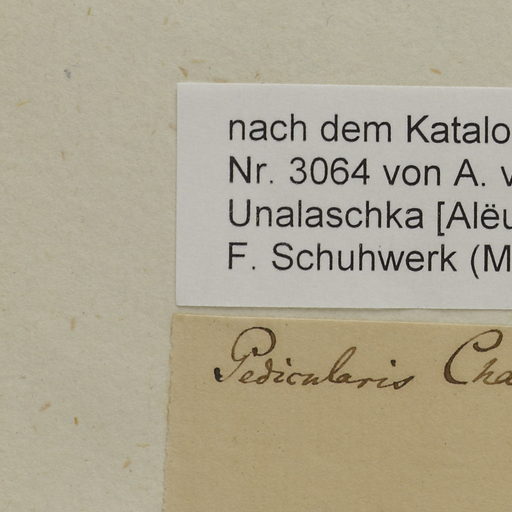 nach dem Katalo
Nr. 3064 von A. v
Unalaschka [Alëu
F. Schuhwerk (M
Pedicularis Cha